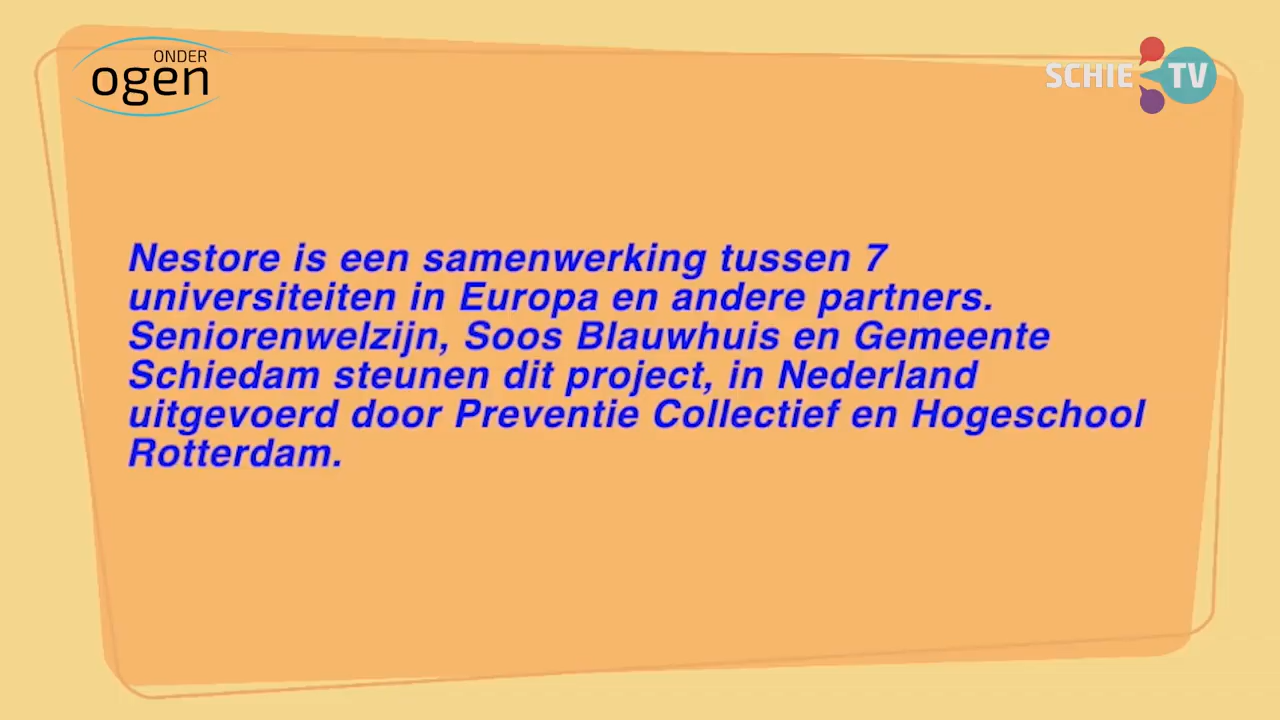 ONDER
ogen
SCHIE TV
Nestore is een samenwerking tussen 7
universiteiten in Europa en andere partners.
Seniorenwelzijn, Soos Blauwhuis en Gemeente
Schiedam steunen dit project, in Nederland
uitgevoerd door Preventie Collectief en Hogeschool
Rotterdam.